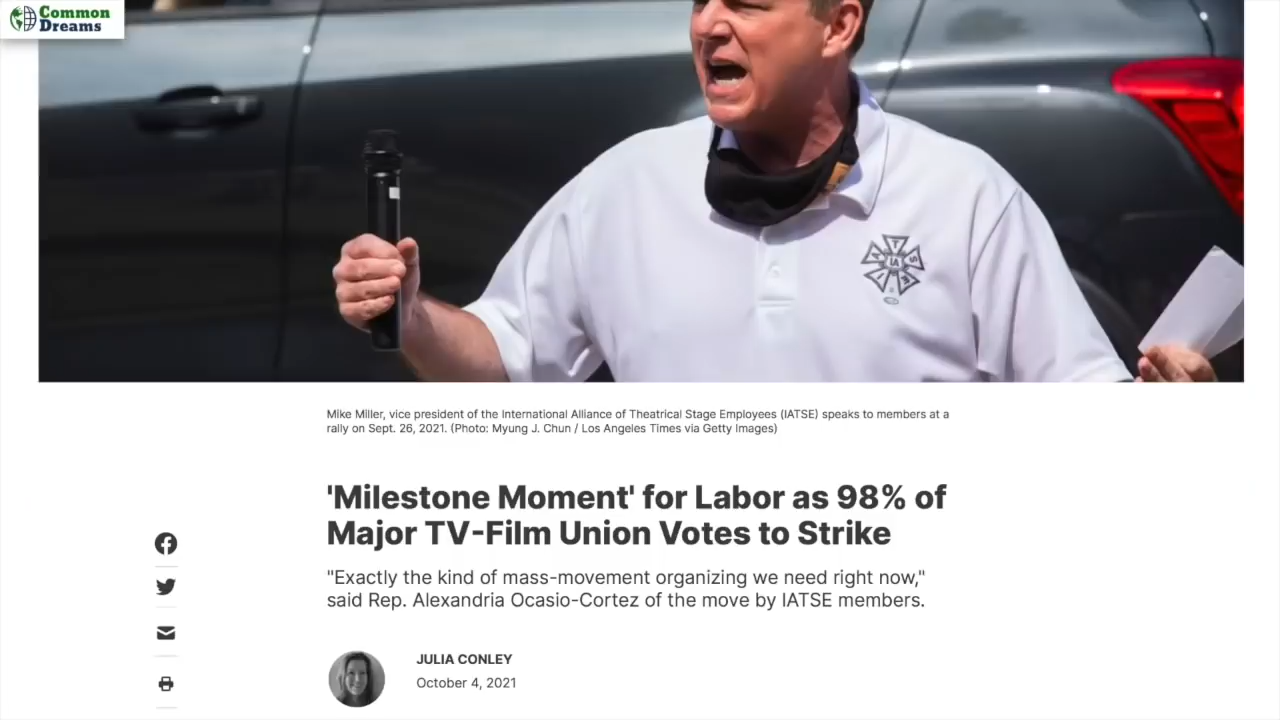 Common
Dreams
IATSE
IA
Mike Miller, vice president of the International Alliance of Theatrical Stage Employees (IATSE) speaks to members at a
rally on Sept. 26, 2021. (Photo: Myung J. Chun / Los Angeles Times via Getty Images)
'Milestone Moment' for Labor as 98% of
Major TV-Film Union Votes to Strike
"Exactly the kind of mass-movement organizing we need right now,"
said Rep. Alexandria Ocasio-Cortez of the move by IATSE members.
JULIA CONLEY
October 4, 2021